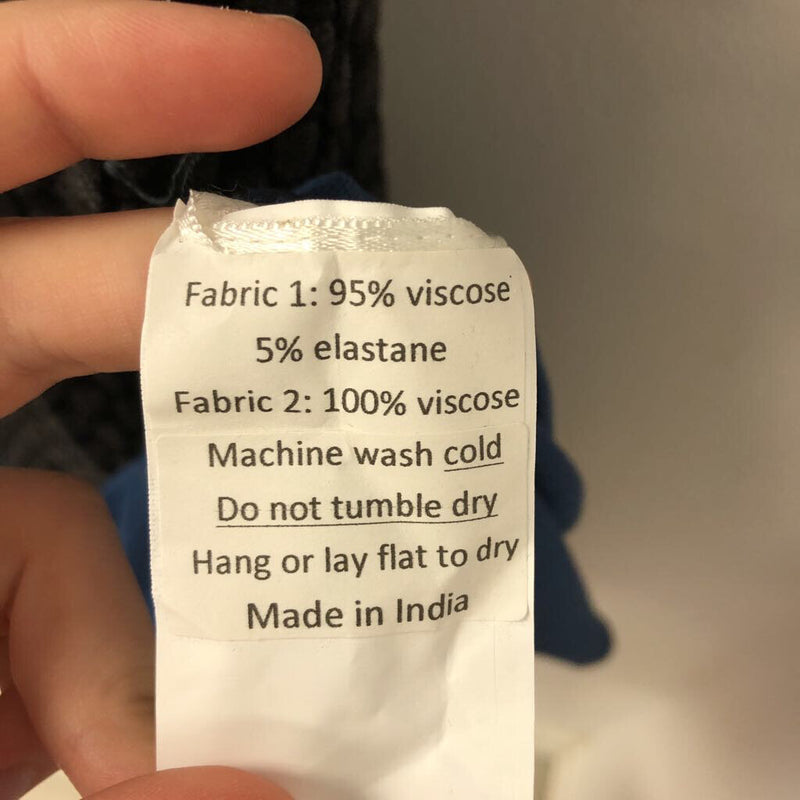 Fabric 1: 95% viscose
5% elastane
Fabric 2: 100% viscose
Machine wash cold
Do not tumble dry
Hang or lay flat to dry
Made in India